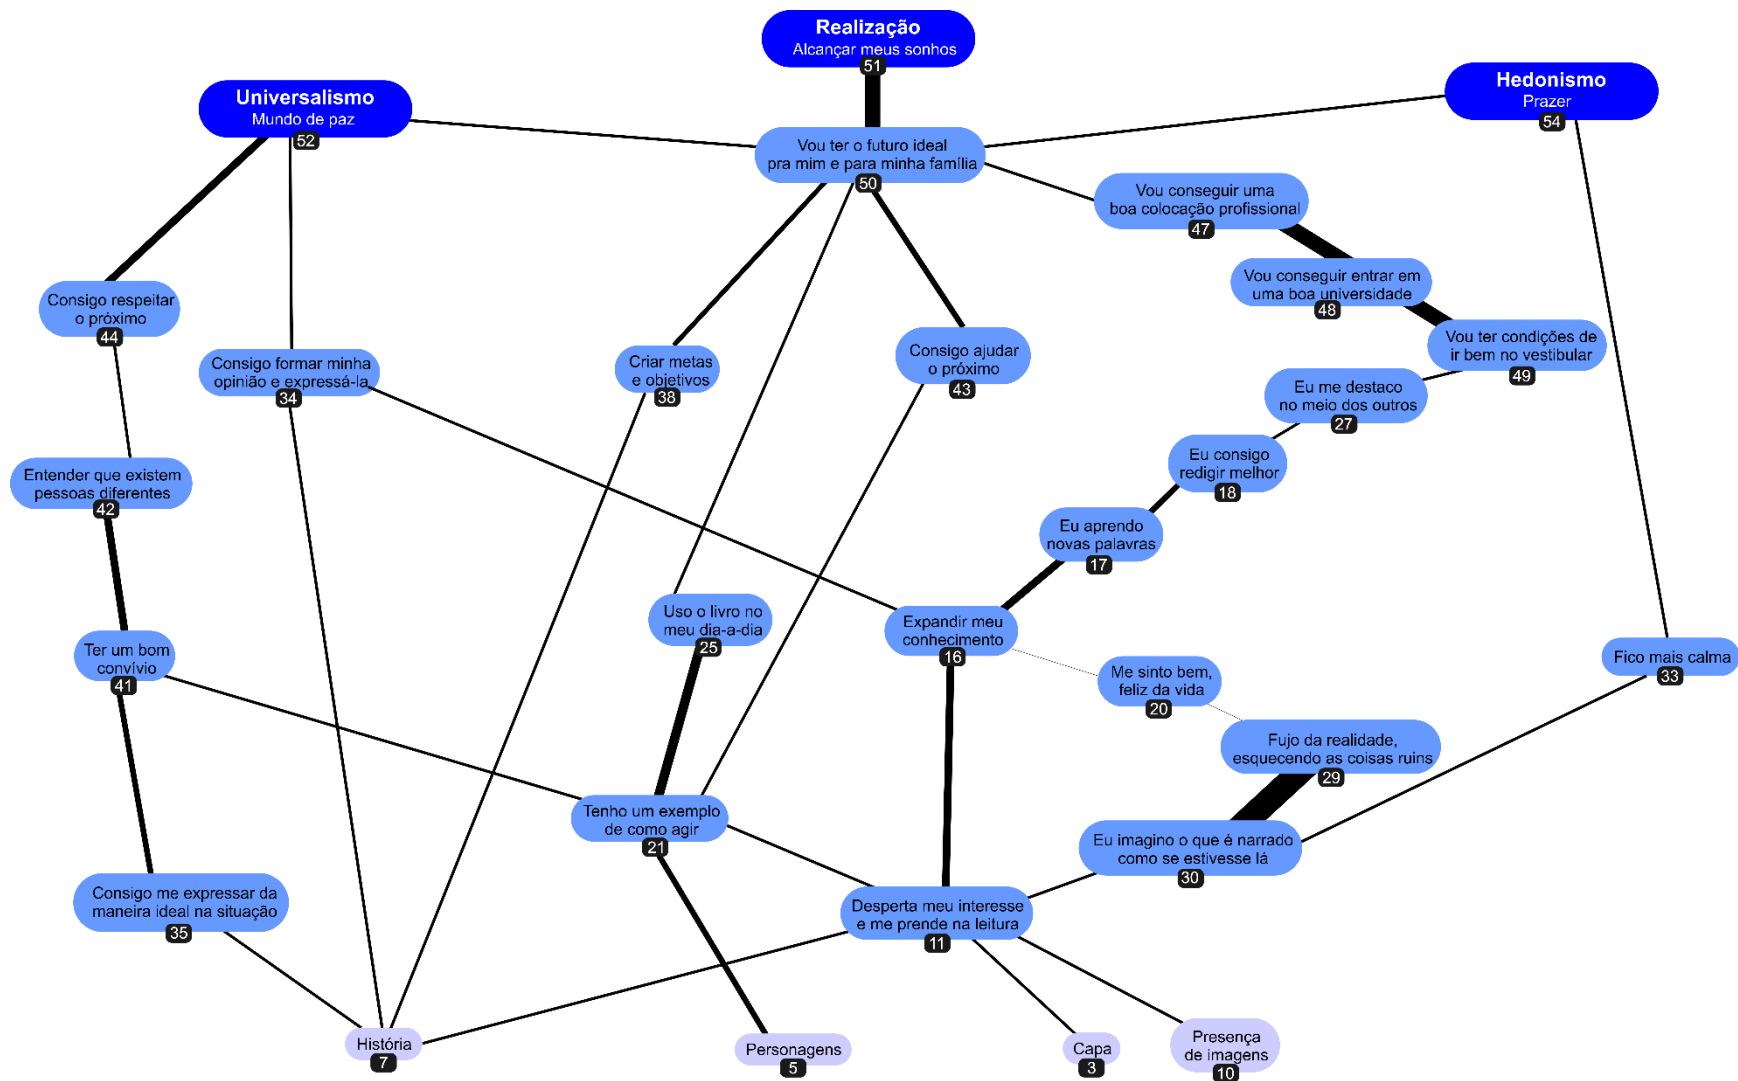 Realização
Alcançar meus sonhos
51
Universalismo
Mundo de paz
52
Hedonismo
Prazer
54
Vou ter o futuro ideal
pra mim e para minha família
50
Vou conseguir uma
boa colocação profissional
47
Vou conseguir entrar em
uma boa universidade
48
Consigo respeitar
o próximo
44
Vou ter condições de
ir bem no vestibular
49
Consigo formar minha
opinião e expressá-la
34
Criar metas
e objetivos
38
Consigo ajudar
o próximo
43
Eu me destaco
no meio dos outros
27
Eu consigo
redigir melhor
18
Entender que existem
pessoas diferentes
42
Eu aprendo
novas palavras
17
Uso o livro no
meu dia-a-dia
25
Expandir meu
conhecimento
16
Ter um bom
convívio
41
Fico mais calma
33
Me sinto bem,
feliz da vida
20
Fujo da realidade,
esquecendo as coisas ruins
29
Tenho um exemplo
de como agir
21
Eu imagino o que é narrado
como se estivesse lá
30
Consigo me expressar da
maneira ideal na situação
35
Desperta meu interesse
e me prende na leitura
11
História
7
Personagens
5
Capa
3
Presença
de imagens
10